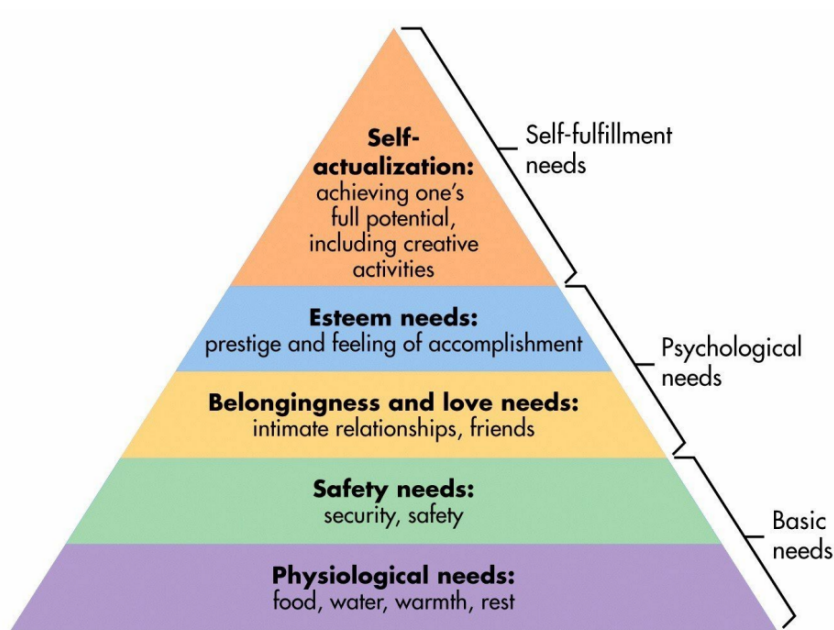 Self-
actualization:
achieving one's
full potential,
including creative
activities
Self-fulfillment
needs
Esteem needs:
prestige and feeling of accomplishment
Psychological
needs
Belongingness and love needs:
intimate relationships, friends
Safety needs:
security, safety
Basic
needs
Physiological needs:
food, water, warmth, rest